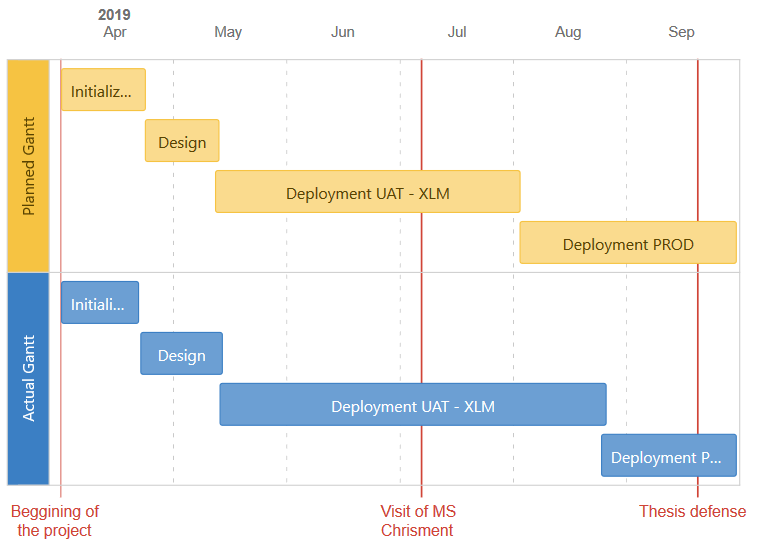 2019
Apr May Jun Jul Aug Sep
Planned Gantt
Initializ...
Design
Deployment UAT - XLM
Deployment PROD
Actual Gantt
Initiali...
Design
Deployment UAT - XLM
Deployment P...
Beggining of
the project
Visit of MS
Chrisment
Thesis defense